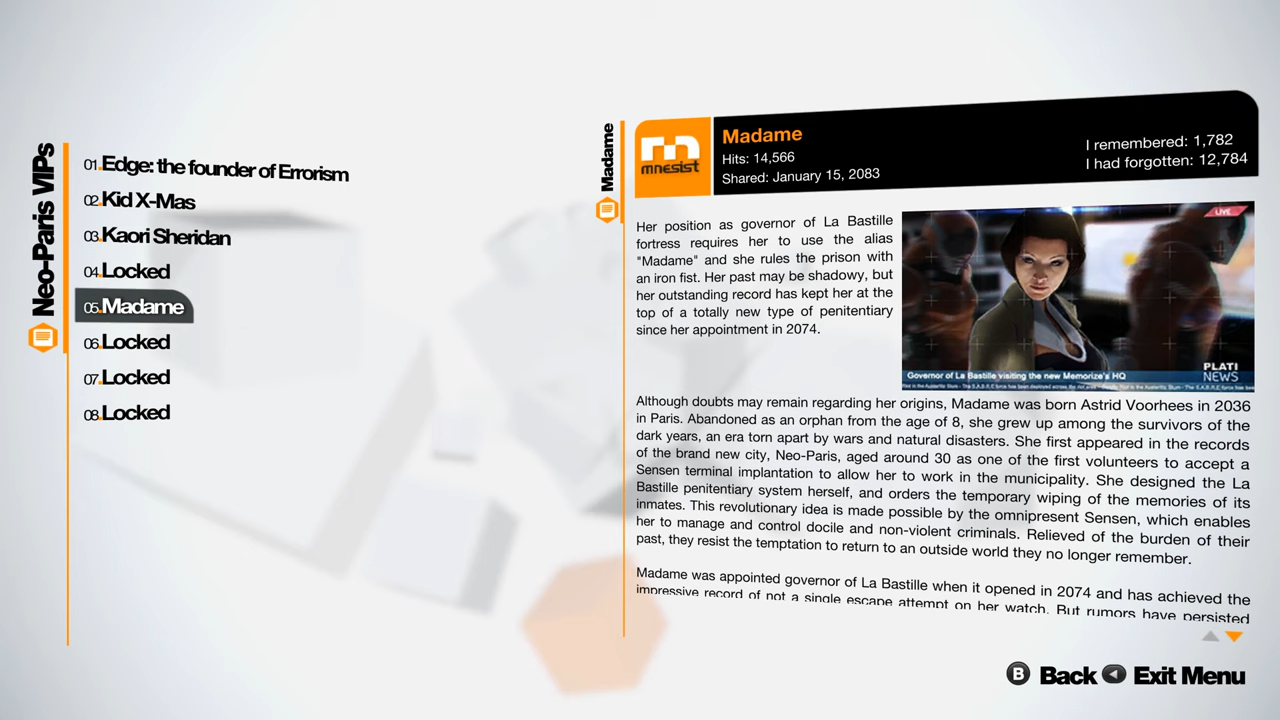 Neo-Paris VIPs
01.Edge: the founder of Errorism
02.Kid X-Mas
03.Kaori Sheridan
04.Locked
05.Madame
06.Locked
07.Locked
08.Locked
Madame
mnesist
Madame
Hits: 14,566
Shared: January 15, 2083
I remembered: 1,782
I had forgotten: 12,784
Her position as governor of La Bastille
fortress requires her to use the alias
"Madame" and she rules the prison with
an iron fist. Her past may be shadowy, but
her outstanding record has kept her at the
top of a totally new type of penitentiary
since her appointment in 2074.
LIVE
PLATI
NEWS
Governor of La Bastille visiting the new Memorize's HQ
Although doubts may remain regarding her origins, Madame was born Astrid Voorhees in 2036
in Paris. Abandoned as an orphan from the age of 8, she grew up among the survivors of the
dark years, an era torn apart by wars and natural disasters. She first appeared in the records
of the brand new city, Neo-Paris, aged around 30 as one of the first volunteers to accept a
Sensen terminal implantation to allow her to work in the municipality. She designed the La
Bastille penitentiary system herself, and orders the temporary wiping of the memories of its
inmates. This revolutionary idea is made possible by the omnipresent Sensen, which enables
her to manage and control docile and non-violent criminals. Relieved of the burden of their
past, they resist the temptation to return to an outside world they no longer remember.
Madame was appointed governor of La Bastille when it opened in 2074 and has achieved the
impressive record of not a single escape attempt on her watch. But rumors have persisted
B Back Exit Menu